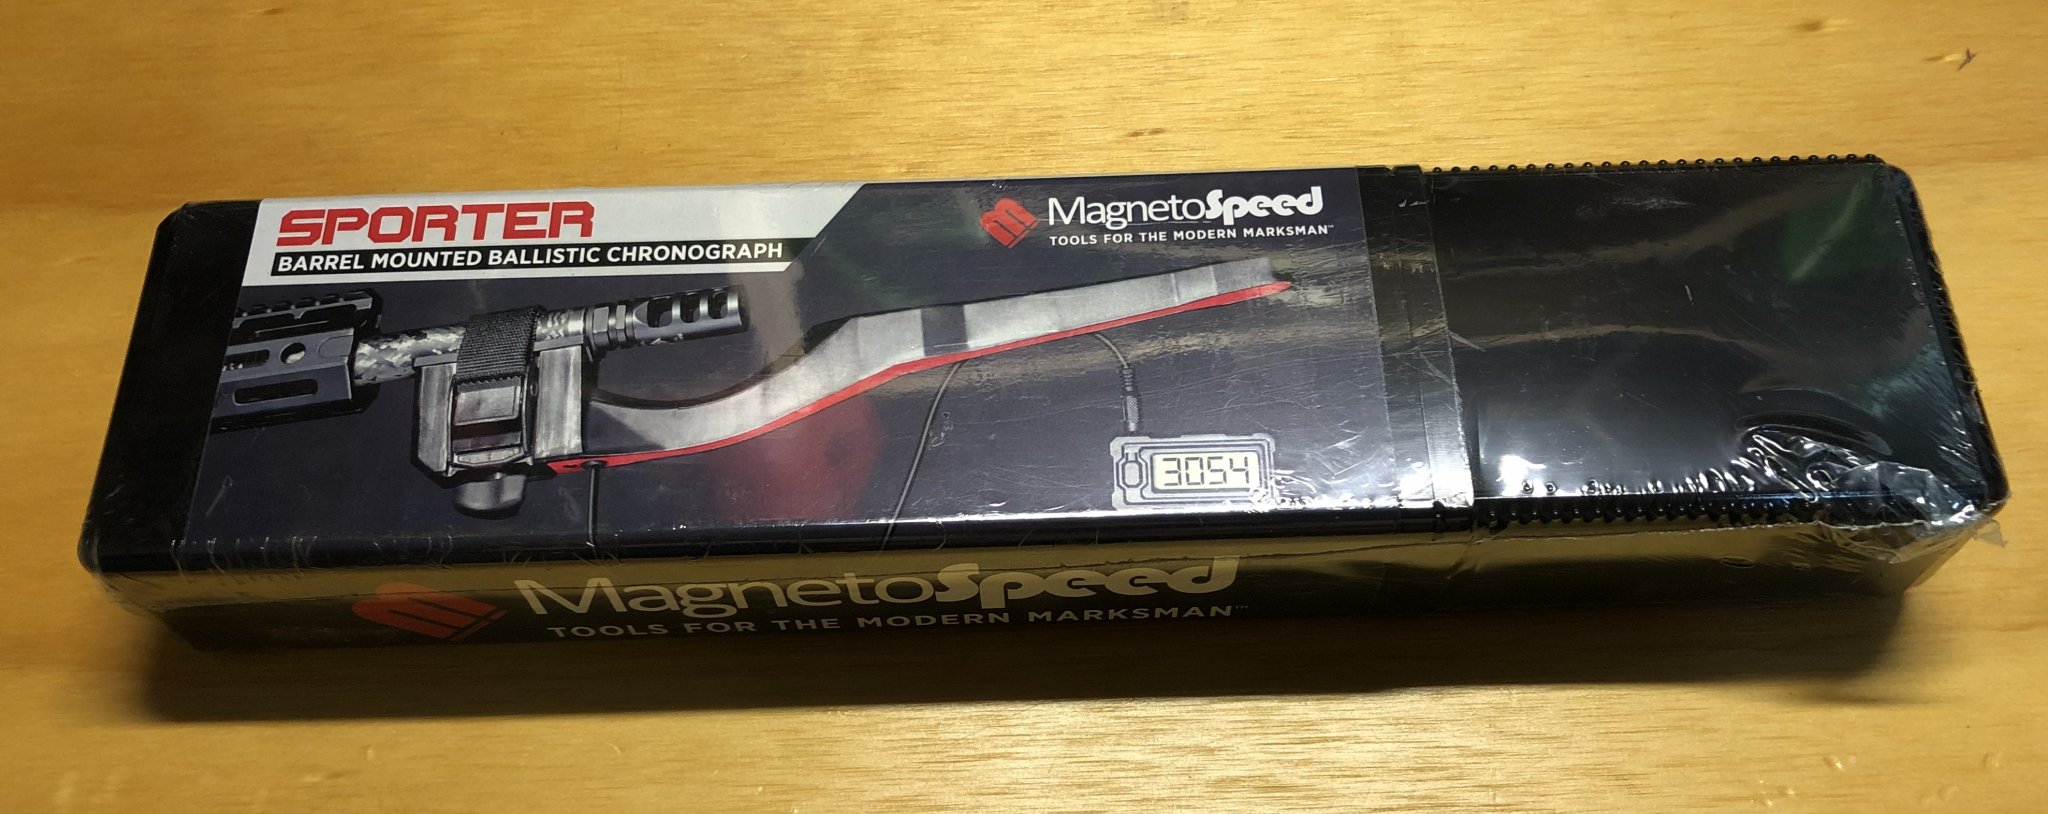 SPORTER
BARREL MOUNTED BALLISTIC CHRONOGRAPH
MagnetoSpeed
TOOLS FOR THE MODERN MARKSMAN™
3054
MagnetoSpeed
TOOLS FOR THE MODERN MARKSMAN™